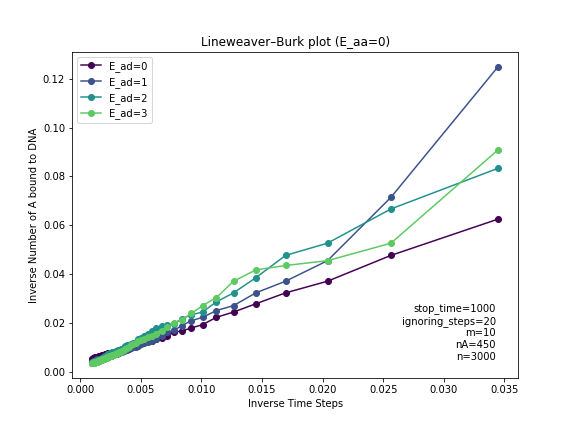 Lineweaver–Burk plot (E_aa=0)
E_ad=0
E_ad=1
E_ad=2
E_ad=3
0.12
0.10
0.08
0.06
0.04
0.02
0.00
Inverse Number of A bound to DNA
stop_time=1000
ignoring_steps=20
m=10
nA=450
n=3000
0.000 0.005 0.010 0.015 0.020 0.025 0.030 0.035
Inverse Time Steps